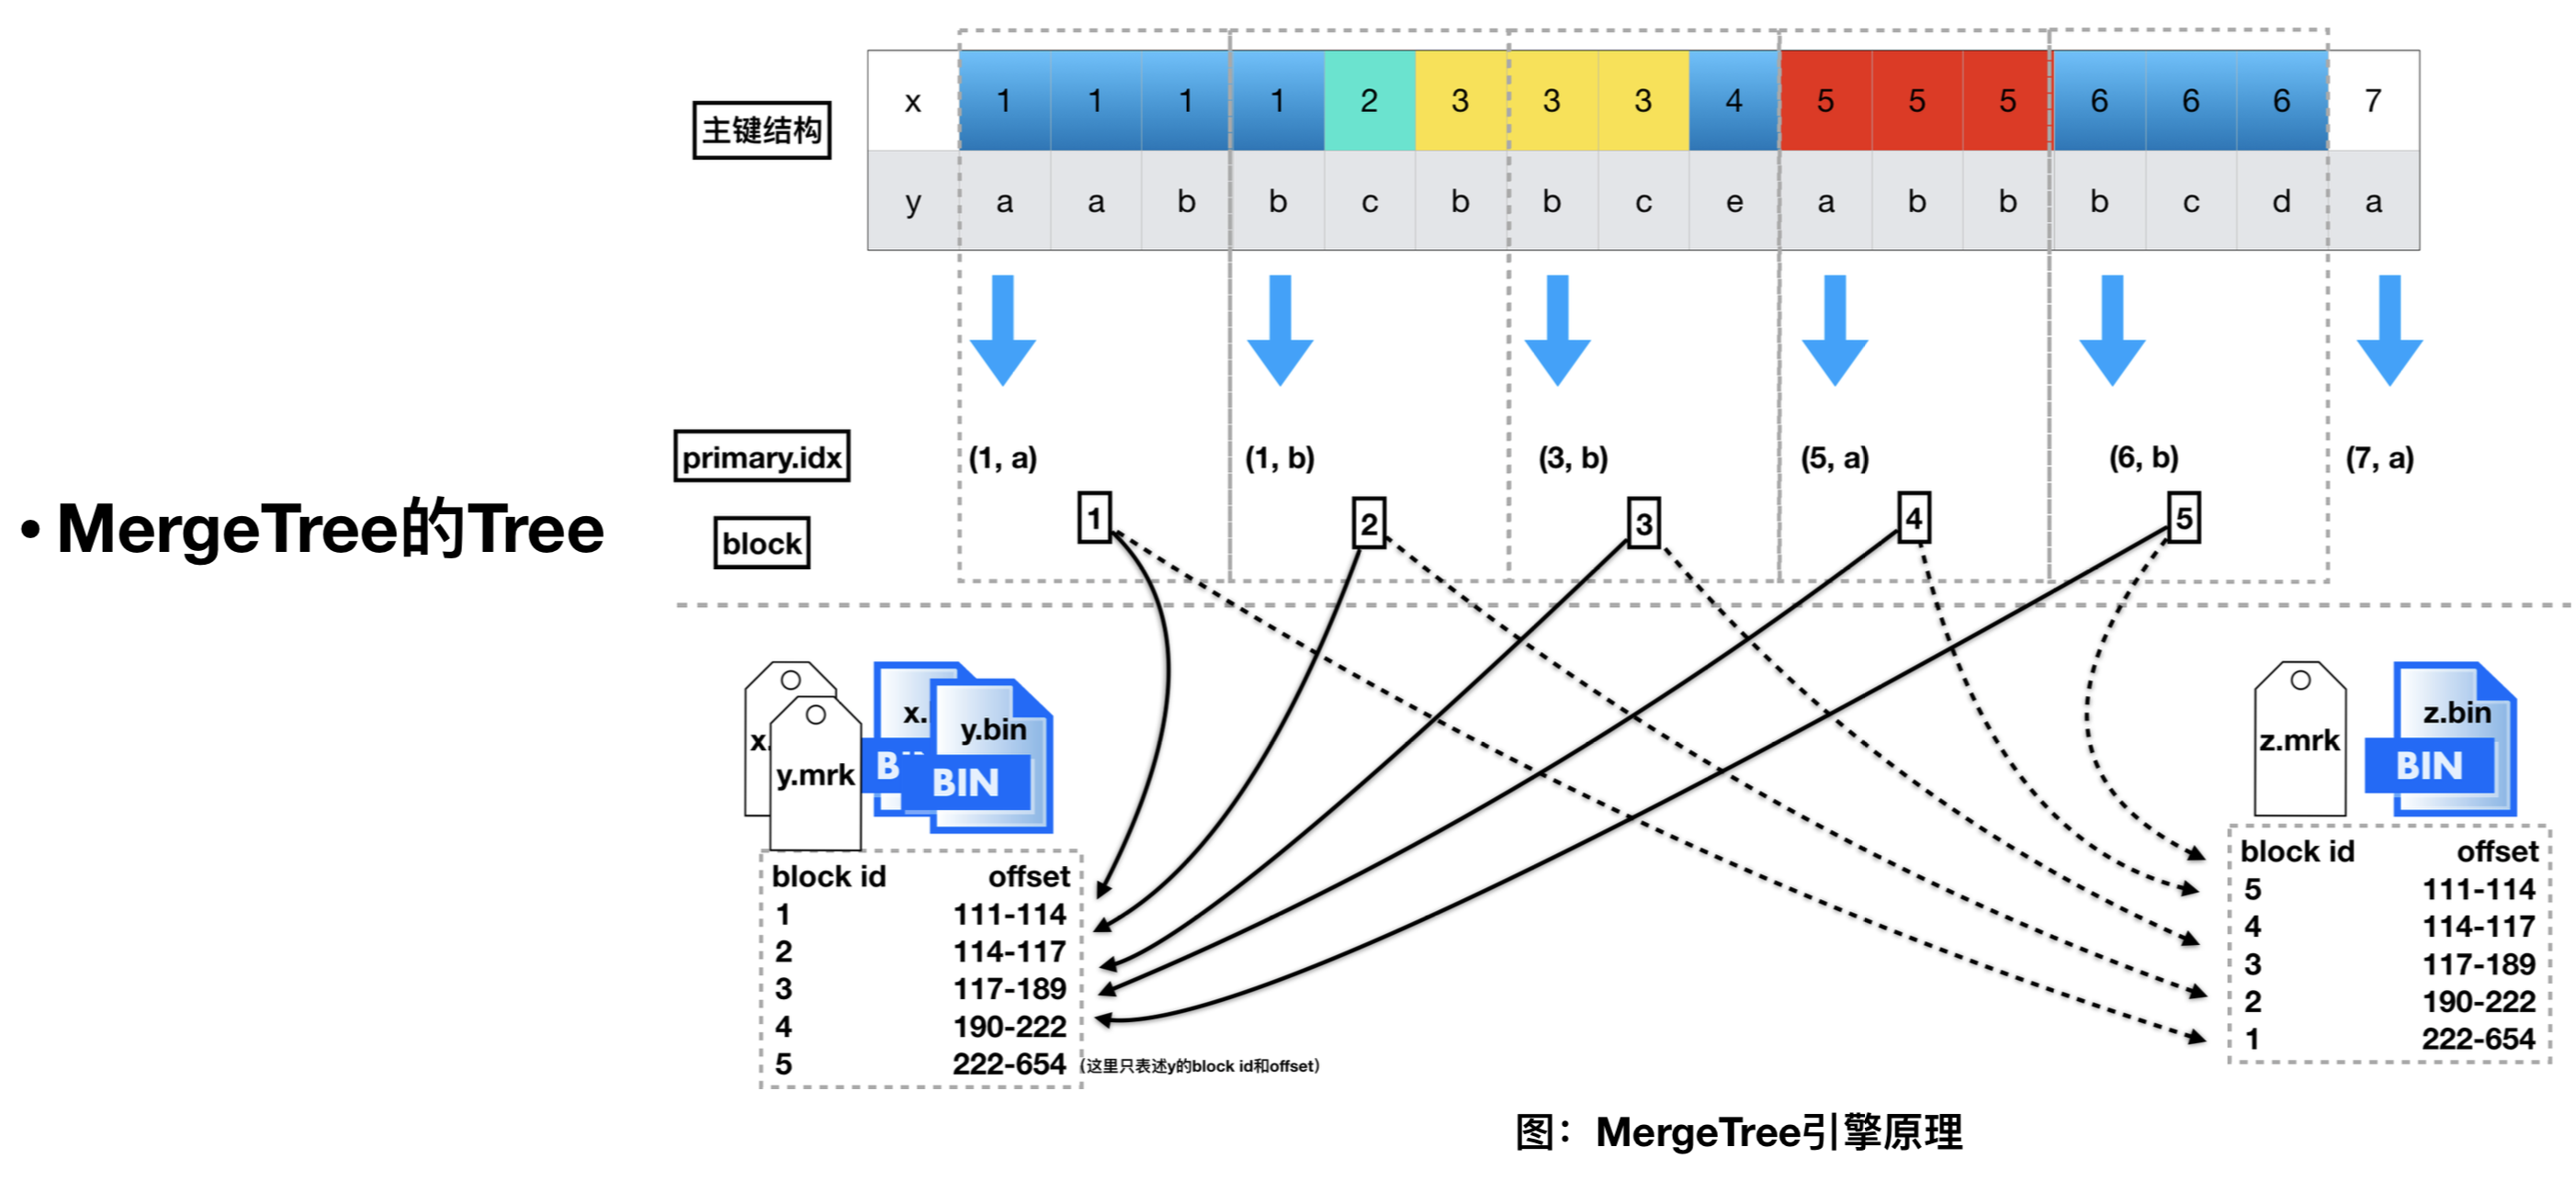 主键结构
x 1 1 1 1 2 3 3 3 4 5 5 5 6 6 6 7
y a a b b c b b c e a b b b c d a
• MergeTree的Tree
primary.idx (1, a) (1, b) (3, b) (5, a) (6, b) (7, a)
block 1 2 3 4 5
x.
y.mrk
x.
B
y.bin
BIN
block id offset
1 111-114
2 114-117
3 117-189
4 190-222
5 222-654
(这里只表述y的block id和offset)
z.mrk
z.bin
BIN
block id offset
5 111-114
4 114-117
3 117-189
2 190-222
1 222-654
图：MergeTree引擎原理